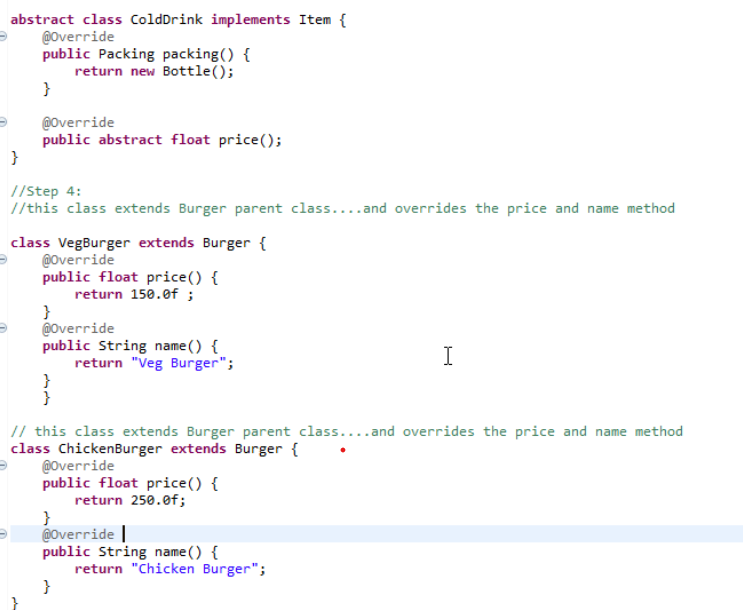 abstract class ColdDrink implements Item {
@Override
public Packing packing() {
return new Bottle();
}
@Override
public abstract float price();
}
//Step 4:
//this class extends Burger parent class....and overrides the price and name method
class VegBurger extends Burger {
@Override
public float price() {
return 150.0f ;
}
@Override
public String name() {
return "Veg Burger";
}
}
// this class extends Burger parent class....and overrides the price and name method
class ChickenBurger extends Burger {
@Override
public float price() {
return 250.0f;
}
@Override
public String name() {
return "Chicken Burger";
}
}